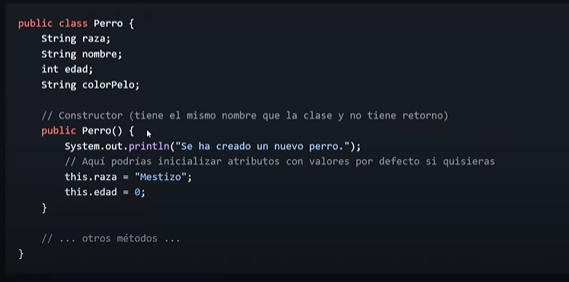 public class Perro {
    String raza;
    String nombre;
    int edad;
    String colorPelo;

    // Constructor (tiene el mismo nombre que la clase y no tiene retorno)
    public Perro() {
        System.out.println("Se ha creado un nuevo perro.");
        // Aquí podrías inicializar atributos con valores por defecto si quisieras
        this.raza = "Mestizo";
        this.edad = 0;
    }

    // ... otros métodos ...
}